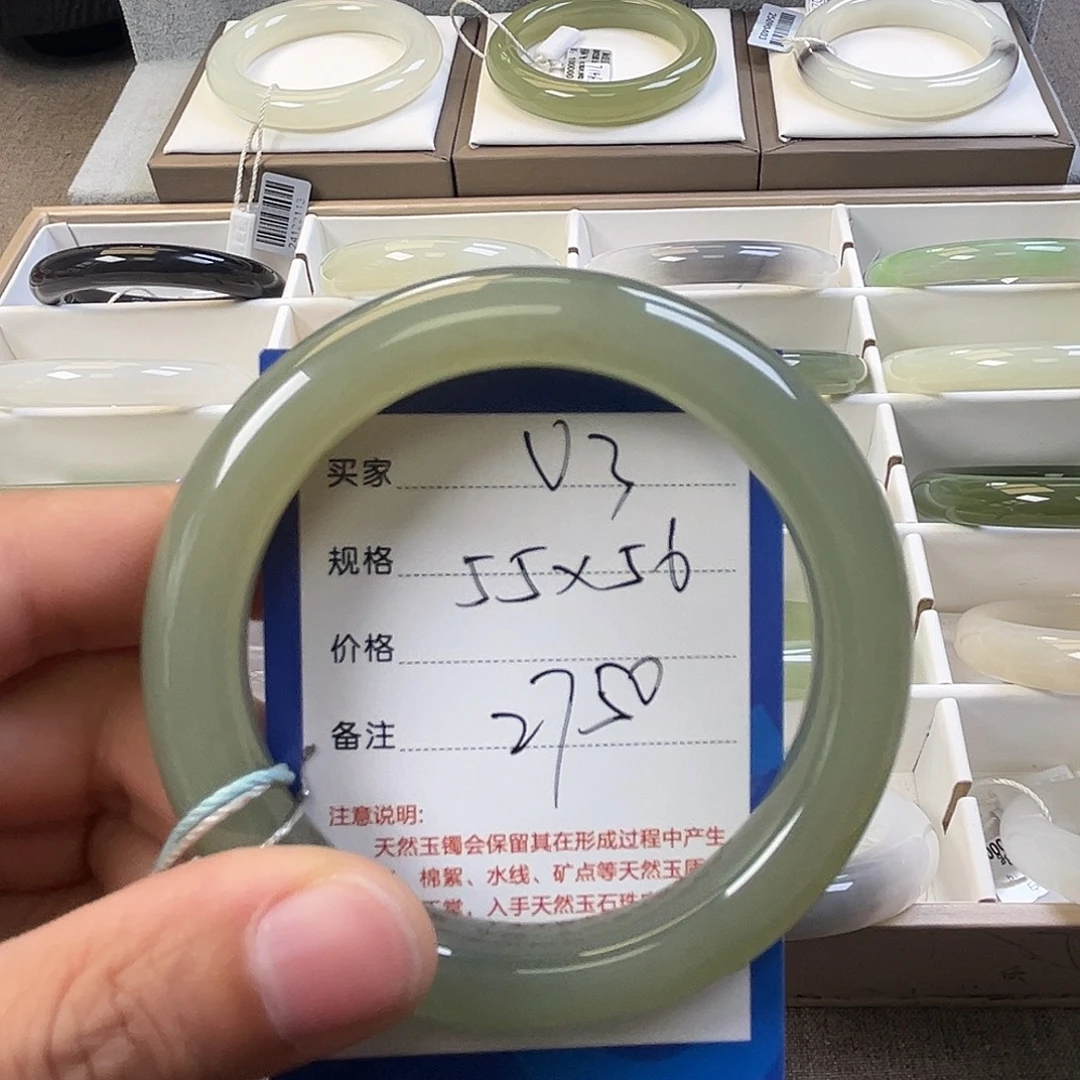 买家 V3
规格 55x56
价格
备注 2750
注意说明:
天然玉镯会保留其在形成过程中产生
棉絮、水线、矿点等天然玉质
入手天然玉石珠